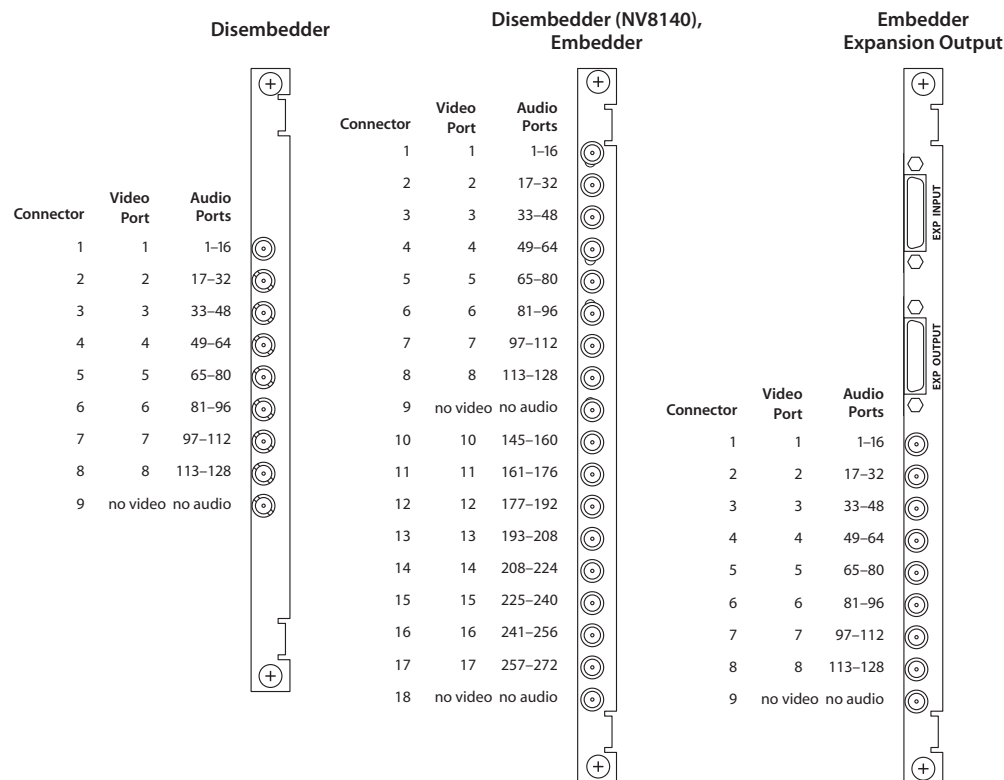 Disembedder
Connector Video Port Audio Ports
1 1 1–16
2 2 17–32
3 3 33–48
4 4 49–64
5 5 65–80
6 6 81–96
7 7 97–112
8 8 113–128
9 no video no audio
Disembedder (NV8140),
Embedder
Connector Video Port Audio Ports
1 1 1–16
2 2 17–32
3 3 33–48
4 4 49–64
5 5 65–80
6 6 81–96
7 7 97–112
8 8 113–128
9 no video no audio
10 10 145–160
11 11 161–176
12 12 177–192
13 13 193–208
14 14 208–224
15 15 225–240
16 16 241–256
17 17 257–272
18 no video no audio
Embedder
Expansion Output
EXP INPUT
EXP OUTPUT
Connector Video Port Audio Ports
1 1 1–16
2 2 17–32
3 3 33–48
4 4 49–64
5 5 65–80
6 6 81–96
7 7 97–112
8 8 113–128
9 no video no audio